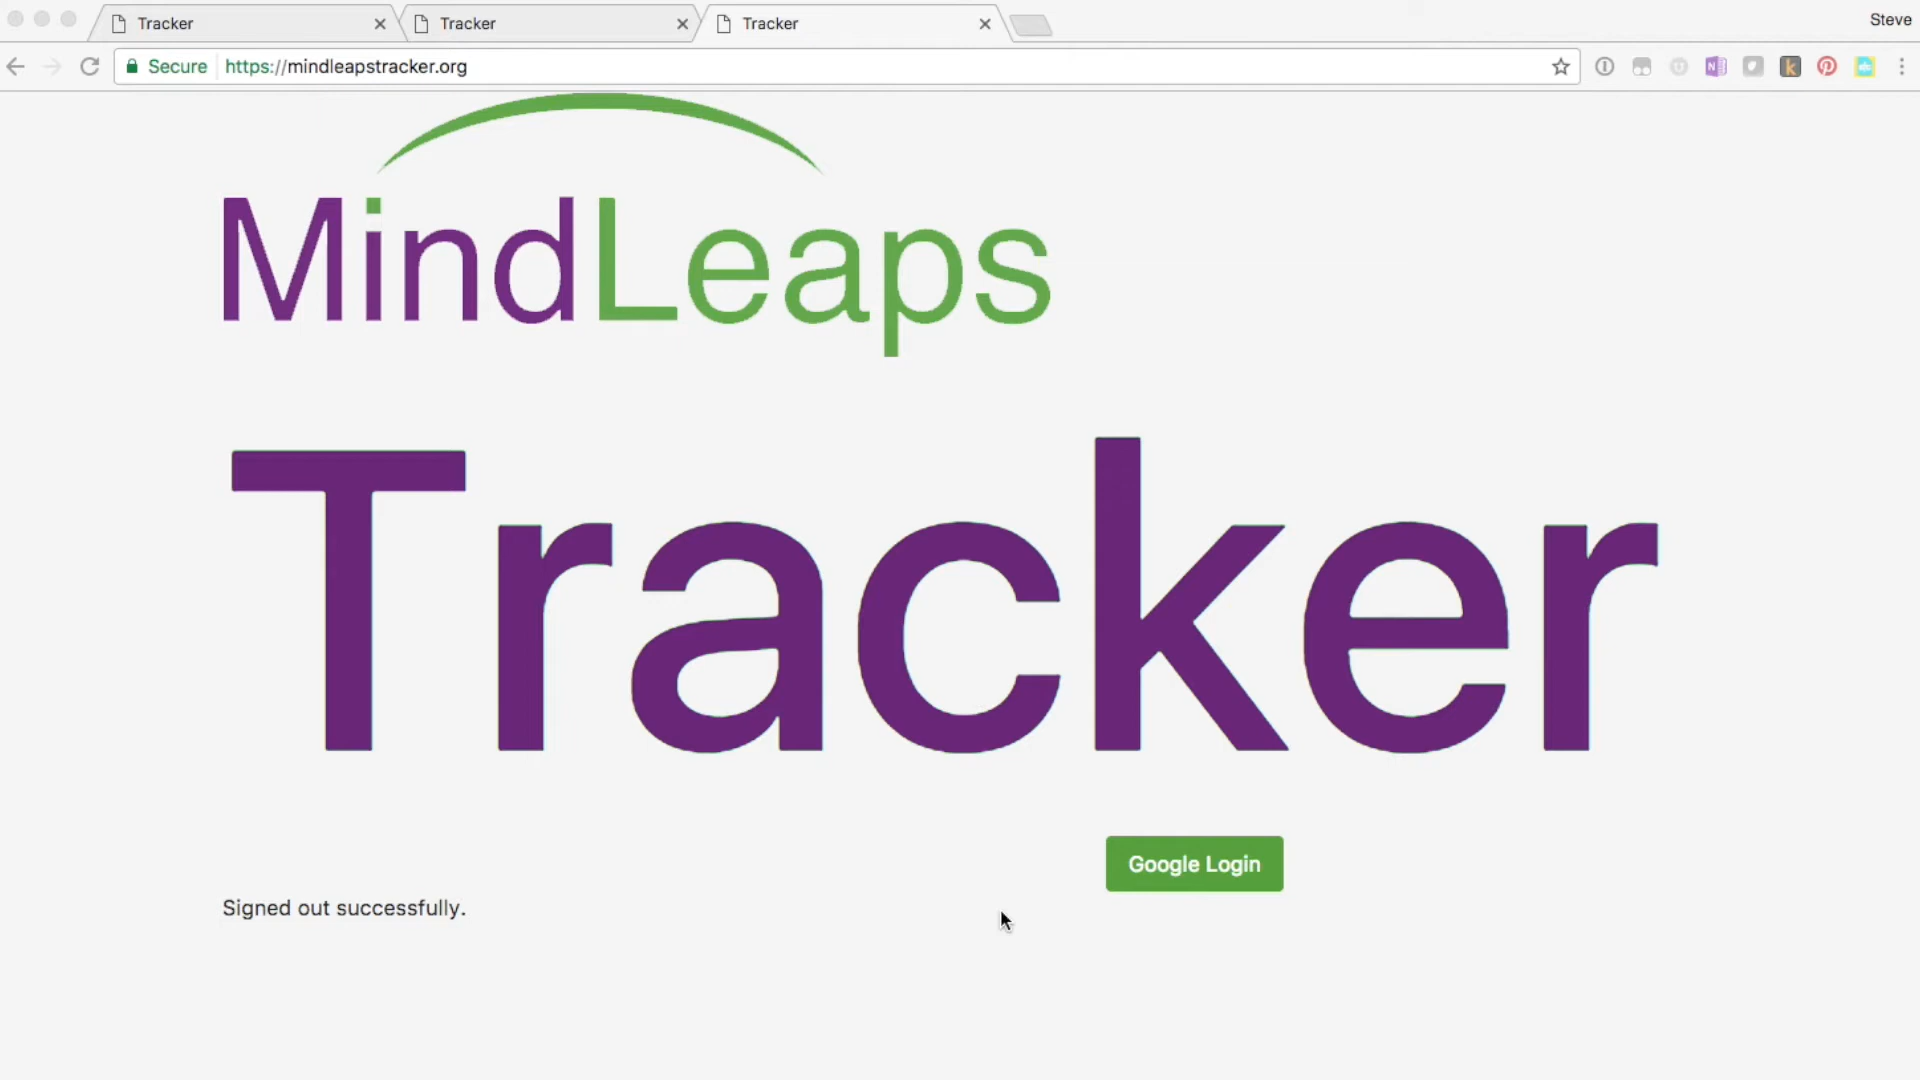 Tracker
Tracker
Tracker
Steve
Secure https://mindleapstracker.org
MindLeaps
Tracker
Google Login
Signed out successfully.